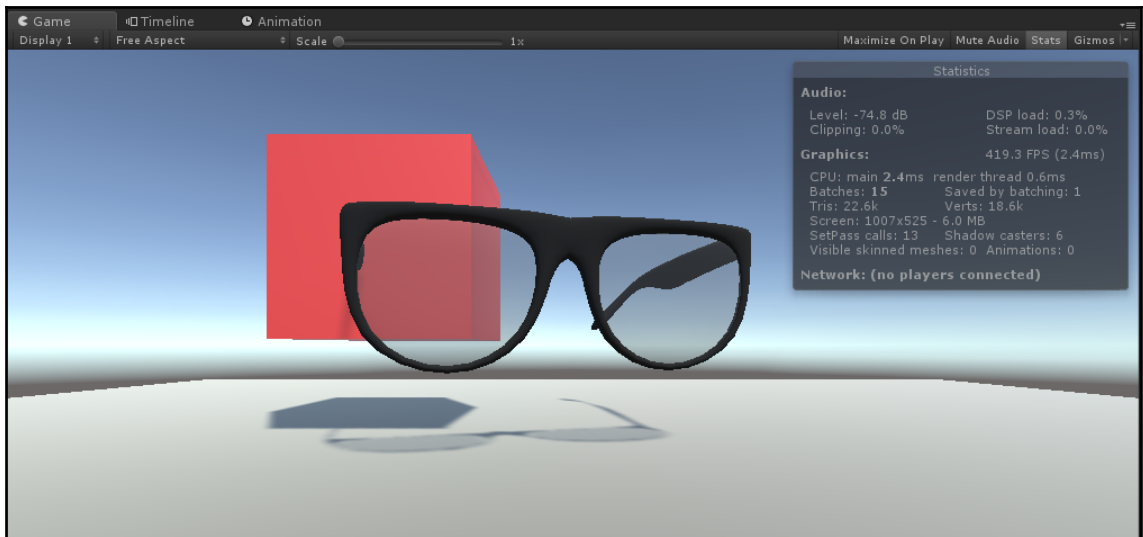 Game Timeline Animation
Display 1 Free Aspect Scale 1x Maximize On Play Mute Audio Stats Gizmos
Statistics
Audio:
Level: -74.8 dB DSP load: 0.3%
Clipping: 0.0% Stream load: 0.0%
Graphics: 419.3 FPS (2.4ms)
CPU: main 2.4ms render thread 0.6ms
Batches: 15 Saved by batching: 1
Tris: 22.6k Verts: 18.6k
Screen: 1007x525 - 6.0 MB
SetPass calls: 13 Shadow casters: 6
Visible skinned meshes: 0 Animations: 0
Network: (no players connected)